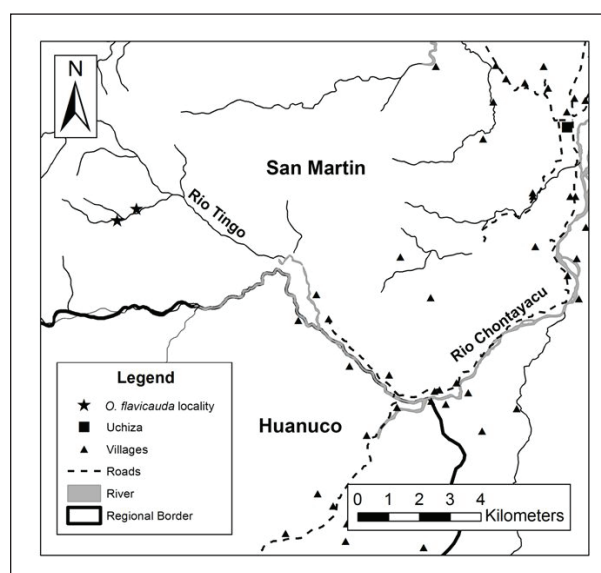 N
San Martin
Rio Tingo
Rio Chontayacu
Huanuco
Legend
O. flavicauda locality
Uchiza
Villages
Roads
River
Regional Border
0 1 2 3 4
Kilometers